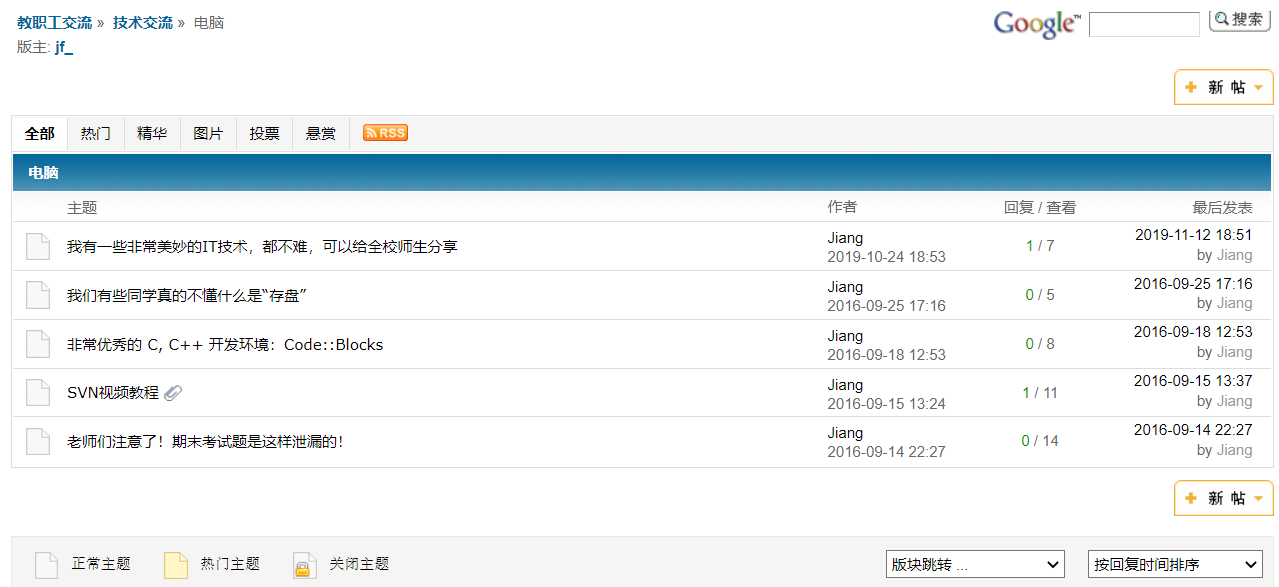 教职工交流 » 技术交流 » 电脑
版主: jf_
Google™ 搜索
新 帖
全部 热门 精华 图片 投票 悬赏 RSS
电脑
主题 作者 回复 / 查看 最后发表
我有一些非常美妙的IT技术，都不难，可以给全校师生分享 Jiang 2019-10-24 18:53 1 / 7 2019-11-12 18:51 by Jiang
我们有些同学真的不懂什么是“存盘” Jiang 2016-09-25 17:16 0 / 5 2016-09-25 17:16 by Jiang
非常优秀的 C, C++ 开发环境：Code::Blocks Jiang 2016-09-18 12:53 0 / 8 2016-09-18 12:53 by Jiang
SVN视频教程 Jiang 2016-09-15 13:24 1 / 11 2016-09-15 13:37 by Jiang
老师们注意了！期末考试题是这样泄漏的！ Jiang 2016-09-14 22:27 0 / 14 2016-09-14 22:27 by Jiang
新 帖
正常主题 热门主题 关闭主题 版块跳转 ... 按回复时间排序